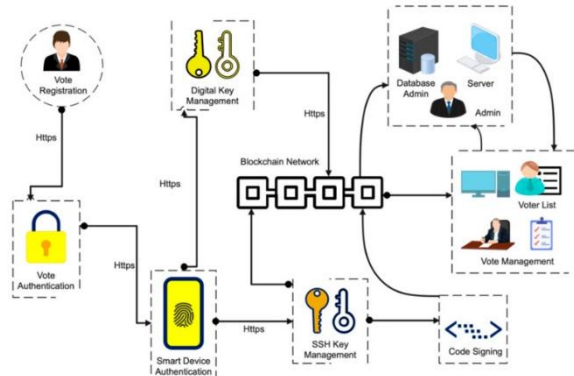 Vote
Registration
Https
Vote
Authentication
Https
Smart Device
Authentication
Https
Digital Key
Management
Https
Blockchain Network
Https
SSH Key
Management
Code Signing
Database
Admin
Server
Admin
Voter List
Vote Management